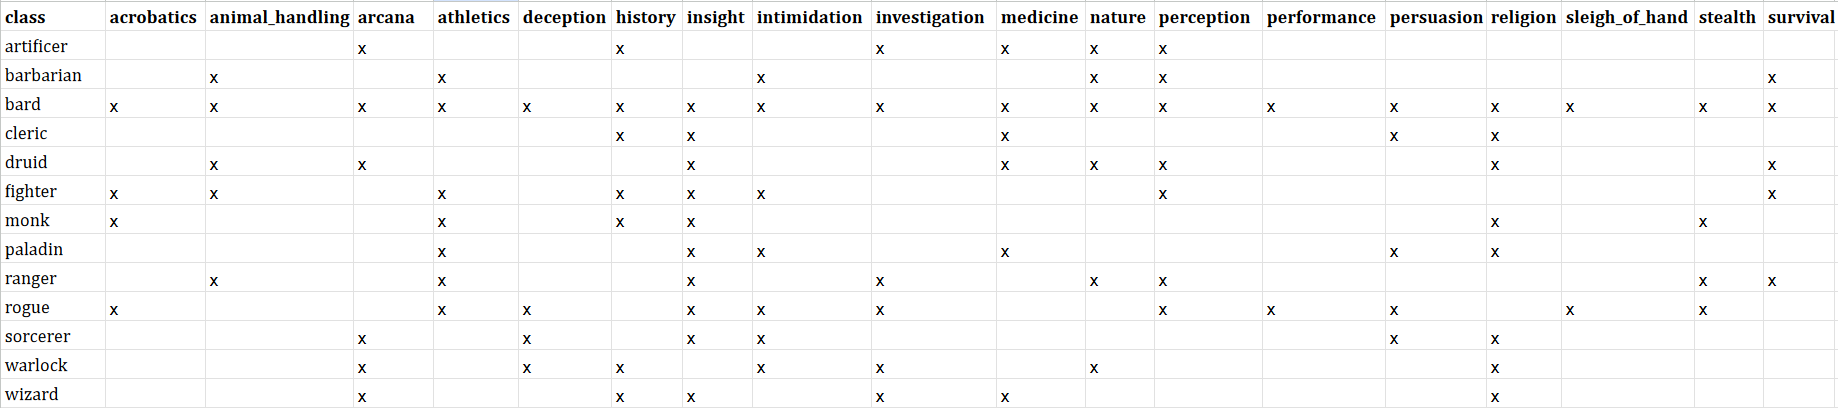 class acrobatics animal_handling arcana athletics deception history insight intimidation investigation medicine nature perception performance persuasion religion sleigh_of_hand stealth survival
artificer x x x x x x
barbarian x x x x x x
bard x x x x x x x x x x x x x x x x x x
cleric x x x x x
druid x x x x x x x x
fighter x x x x x x x x
monk x x x x x x
paladin x x x x x x
ranger x x x x x x x x
rogue x x x x x x x x x x x
sorcerer x x x x x x
warlock x x x x x x x
wizard x x x x x x